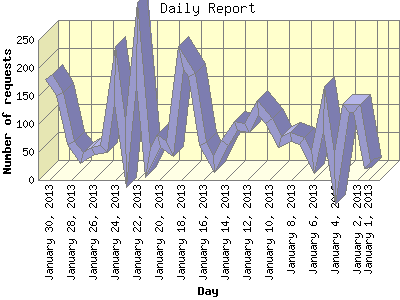 Daily Report
Number of requests
250
200
150
100
50
0
January 30, 2013
January 28, 2013
January 26, 2013
January 24, 2013
January 22, 2013
January 20, 2013
January 18, 2013
January 16, 2013
January 14, 2013
January 12, 2013
January 10, 2013
January 8, 2013
January 6, 2013
January 4, 2013
January 2, 2013
January 1, 2013
Day